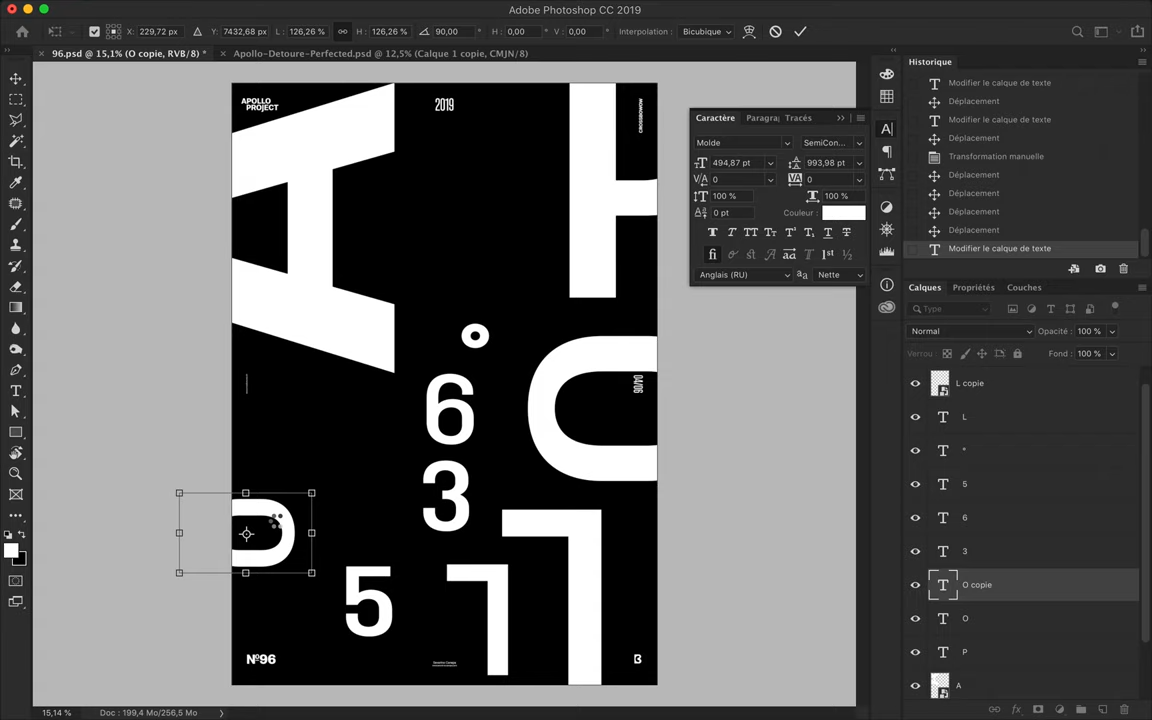 Adobe Photoshop CC 2019
X: 229,72 px
Y: 7432,68 px
L: 126,26 %
H: 126,26 %
90,00
H: 0,00
V: 0,00
Interpolation :
Bicubique
96.psd @ 15,1% (O copie, RVB/8) *
Apollo-Detoure-Perfected.psd @ 12,5% (Calque 1 copie, CMJN/8)
APOLLO
PROJECT
2019
CROSSBOWOW
A
°
6
3
5
04/06
Nº96
Caractère
Paragra
Tracés
Molde
SemiCon...
494,87 pt
993,98 pt
0
0
100 %
100 %
0 pt
Couleur :
Anglais (RU)
Nette
Historique
Modifier le calque de texte
Déplacement
Modifier le calque de texte
Déplacement
Transformation manuelle
Déplacement
Déplacement
Déplacement
Déplacement
Modifier le calque de texte
Calques
Propriétés
Couches
Type
Normal
Opacité : 100 %
Verrou :
Fond : 100 %
L copie
L
°
5
6
3
O copie
O
P
A
15,14 %
Doc : 199,4 Mo/256,5 Mo